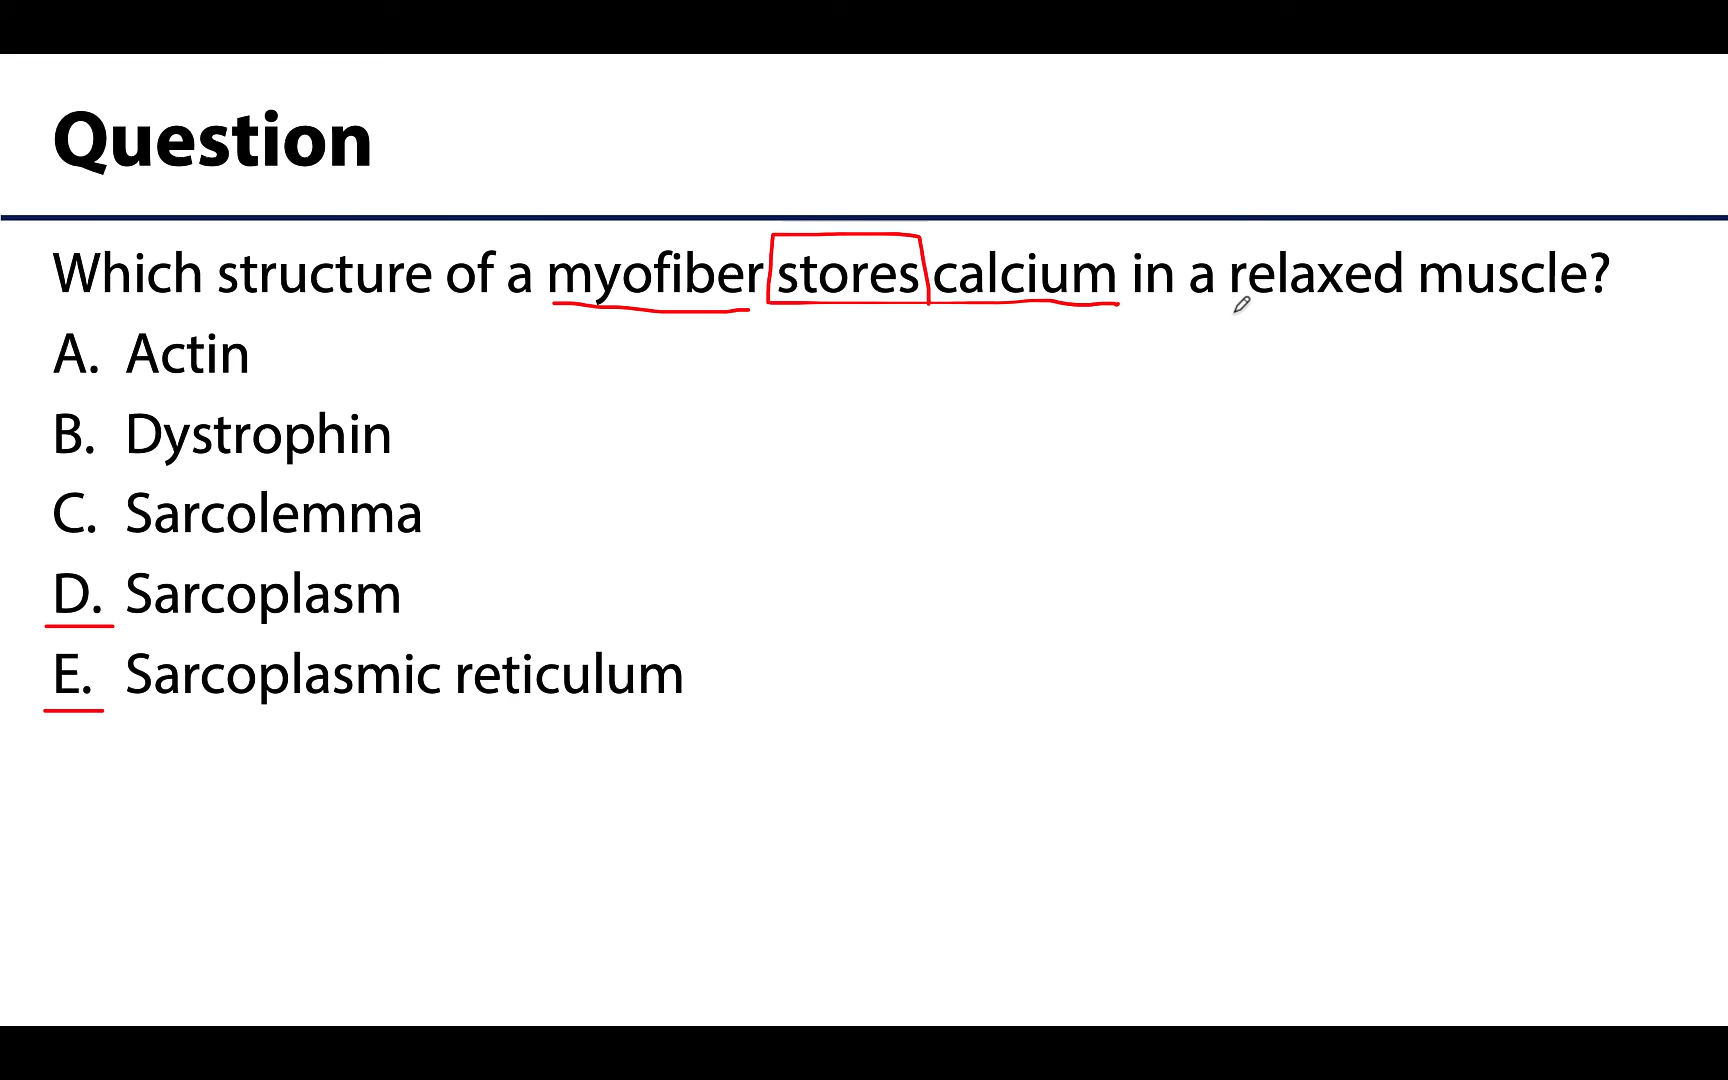 Question
Which structure of a myofiber stores calcium in a relaxed muscle?
A. Actin
B. Dystrophin
C. Sarcolemma
D. Sarcoplasm
E. Sarcoplasmic reticulum